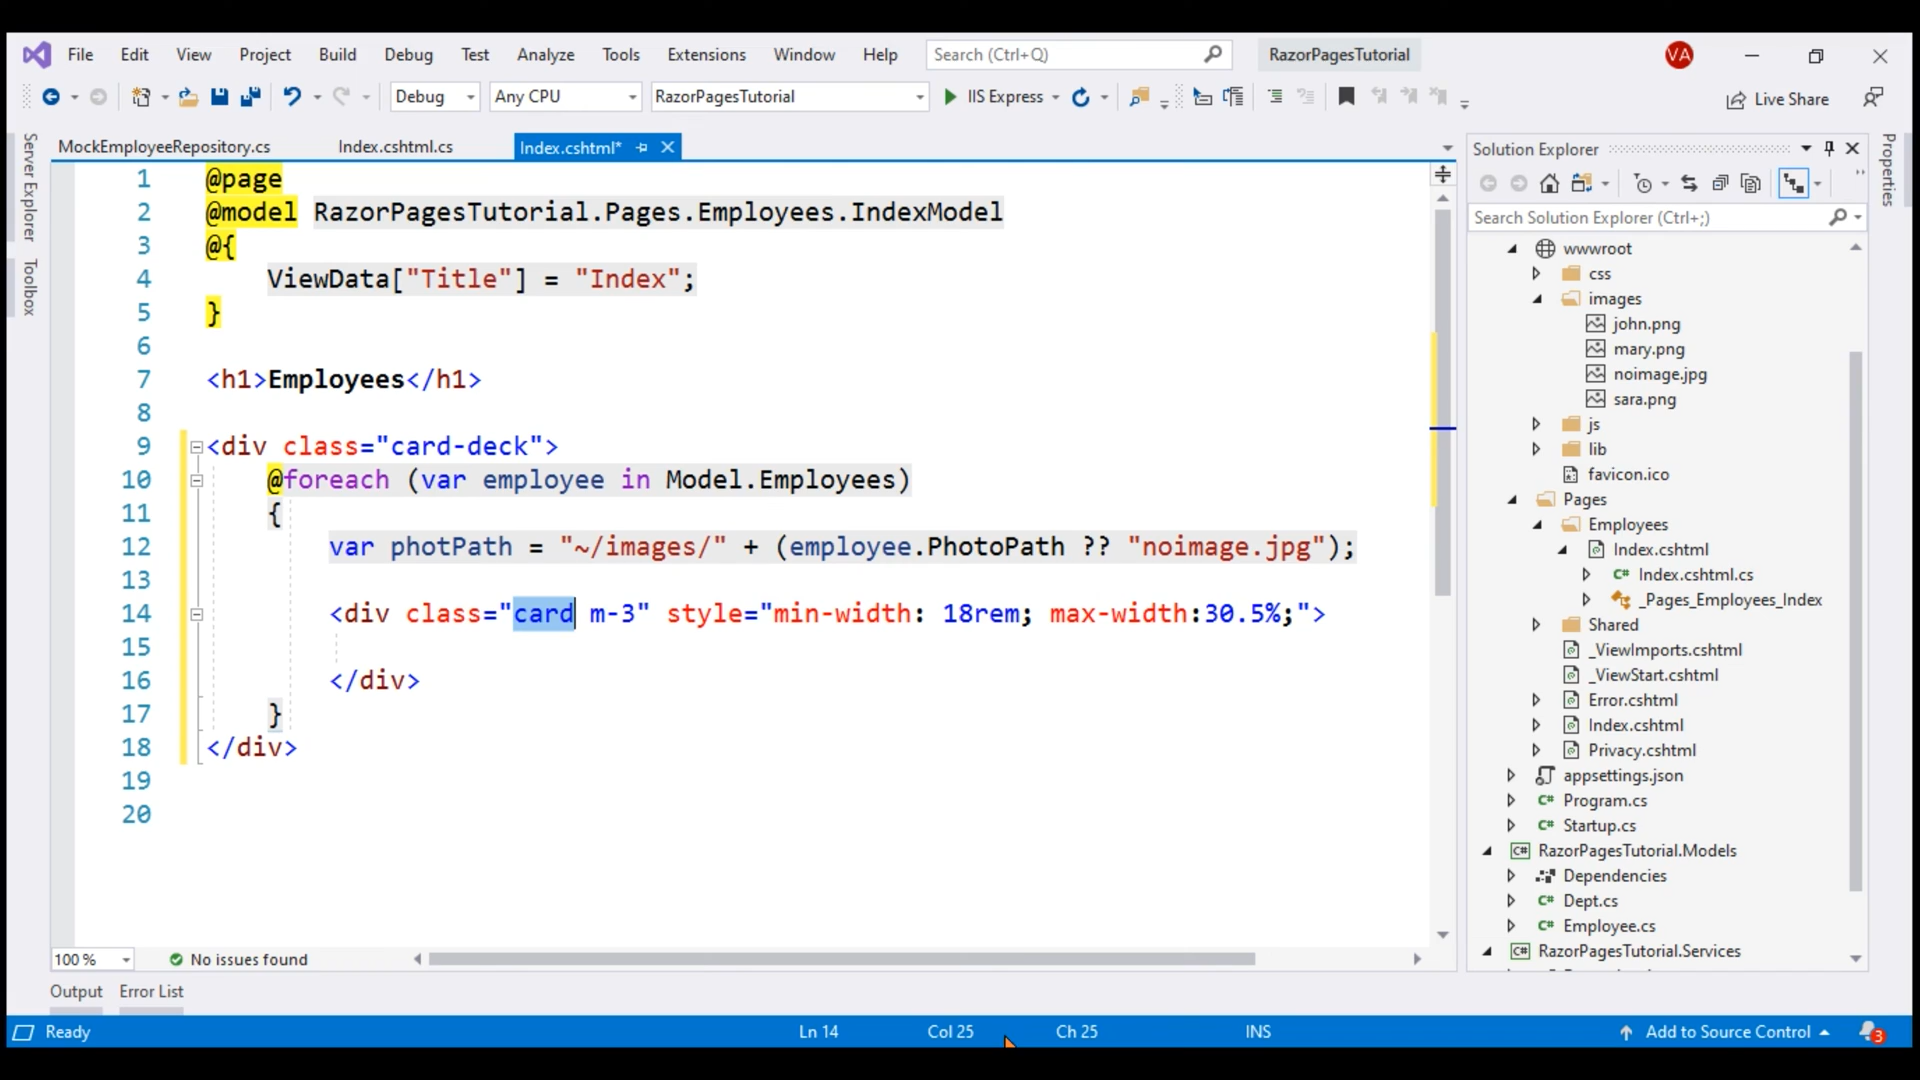 File Edit View Project Build Debug Test Analyze Tools Extensions Window Help Search (Ctrl+Q) RazorPagesTutorial VA
Debug Any CPU RazorPagesTutorial IIS Express Live Share
Server Explorer
Toolbox
MockEmployeeRepository.cs Index.cshtml.cs Index.cshtml*
1 @page
2 @model RazorPagesTutorial.Pages.Employees.IndexModel
3 @{
4 ViewData["Title"] = "Index";
5 }
6
7 <h1>Employees</h1>
8
9 <div class="card-deck">
10 @foreach (var employee in Model.Employees)
11 {
12 var photPath = "~/images/" + (employee.PhotoPath ?? "noimage.jpg");
13
14 <div class="card m-3" style="min-width: 18rem; max-width:30.5%;">
15
16 </div>
17 }
18 </div>
19
20
100 % No issues found
Solution Explorer
Search Solution Explorer (Ctrl+;)
wwwroot
css
images
john.png
mary.png
noimage.jpg
sara.png
js
lib
favicon.ico
Pages
Employees
Index.cshtml
C# Index.cshtml.cs
_Pages_Employees_Index
Shared
_ViewImports.cshtml
_ViewStart.cshtml
Error.cshtml
Index.cshtml
Privacy.cshtml
appsettings.json
C# Program.cs
C# Startup.cs
C# RazorPagesTutorial.Models
Dependencies
C# Dept.cs
C# Employee.cs
C# RazorPagesTutorial.Services
Properties
Output Error List
Ready Ln 14 Col 25 Ch 25 INS Add to Source Control 3